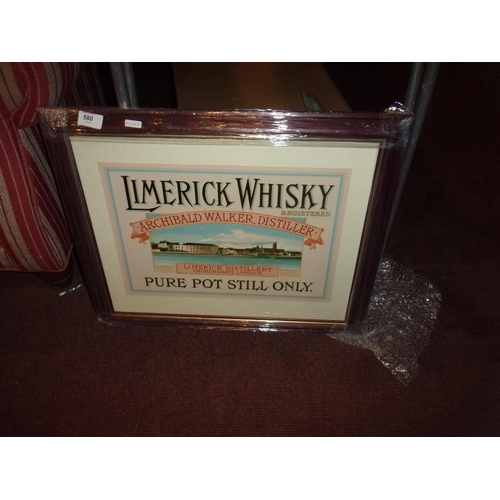 580
LIMERICK WHISKY
REGISTERED.
ARCHIBALD WALKER, DISTILLER
LIMERICK DISTILLERY
PURE POT STILL ONLY.